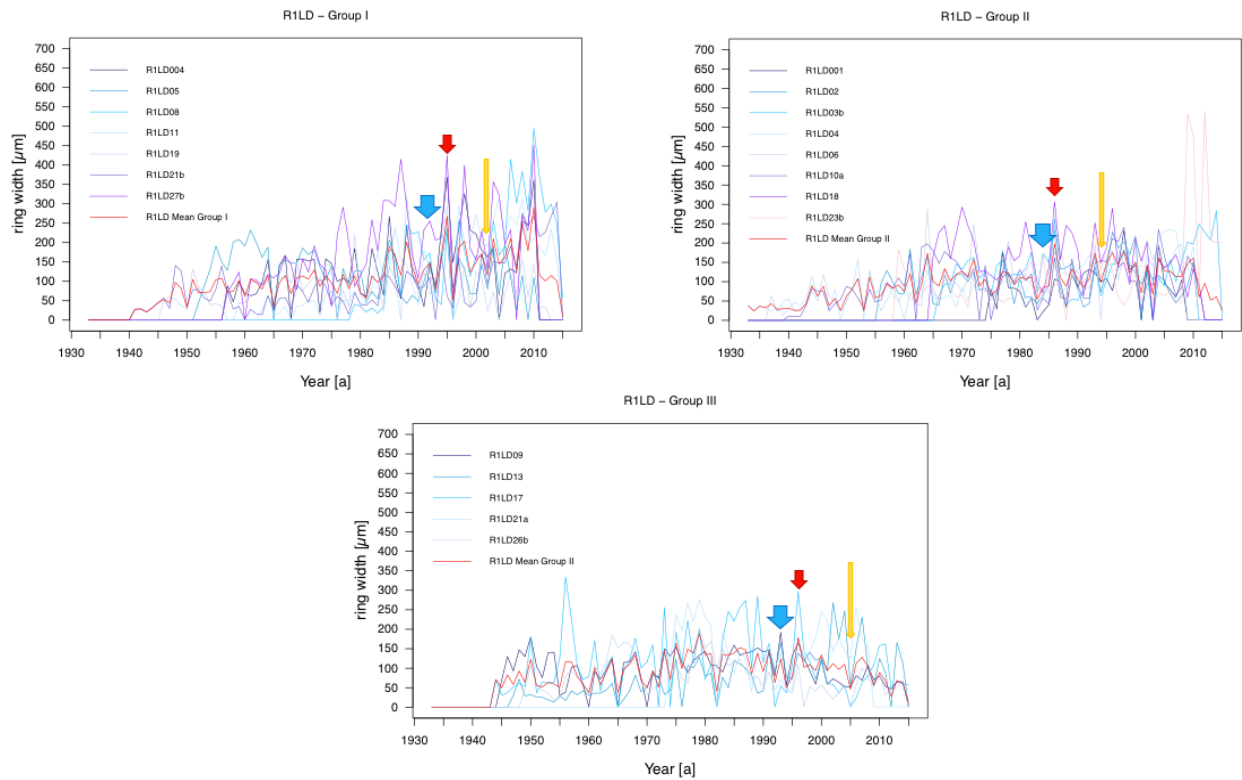 R1LD – Group I
ring width [µm]
700
650
600
550
500
450
400
350
300
250
200
150
100
50
0
R1LD004
R1LD05
R1LD08
R1LD11
R1LD19
R1LD21b
R1LD27b
R1LD Mean Group I
1930 1940 1950 1960 1970 1980 1990 2000 2010
Year [a]
R1LD – Group II
ring width [µm]
700
650
600
550
500
450
400
350
300
250
200
150
100
50
0
R1LD001
R1LD02
R1LD03b
R1LD04
R1LD06
R1LD10a
R1LD18
R1LD23b
R1LD Mean Group II
1930 1940 1950 1960 1970 1980 1990 2000 2010
Year [a]
R1LD – Group III
ring width [µm]
700
650
600
550
500
450
400
350
300
250
200
150
100
50
0
R1LD09
R1LD13
R1LD17
R1LD21a
R1LD26b
R1LD Mean Group II
1930 1940 1950 1960 1970 1980 1990 2000 2010
Year [a]